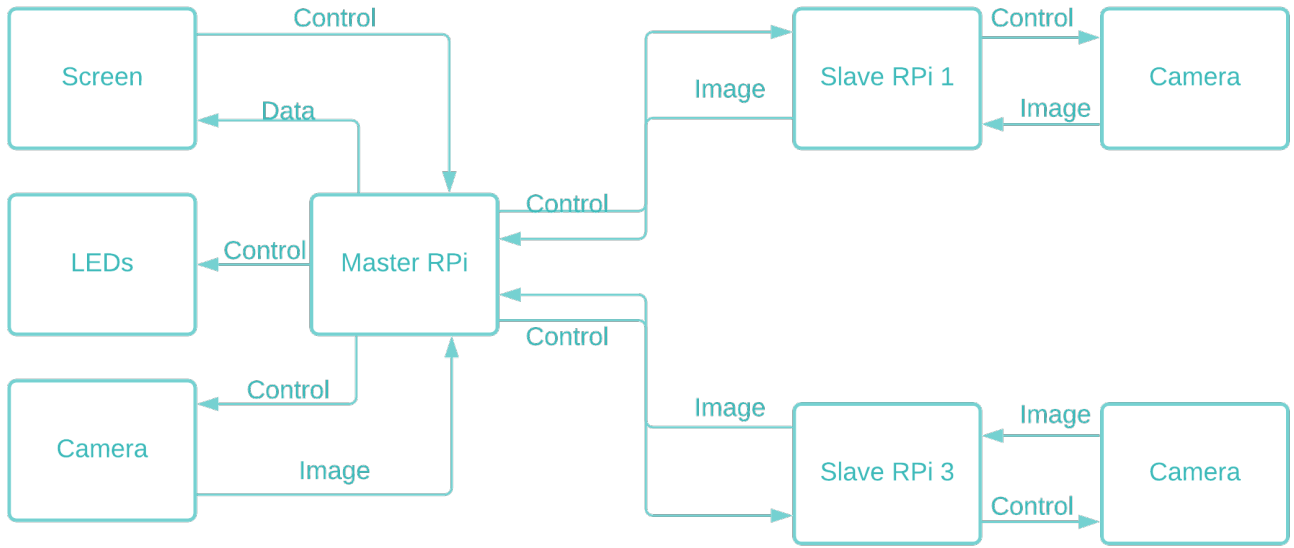 Control
Screen
Data
LEDs
Control
Master RPi
Control
Camera
Image
Control
Image
Slave RPi 1
Control
Image
Camera
Control
Image
Slave RPi 3
Image
Control
Camera